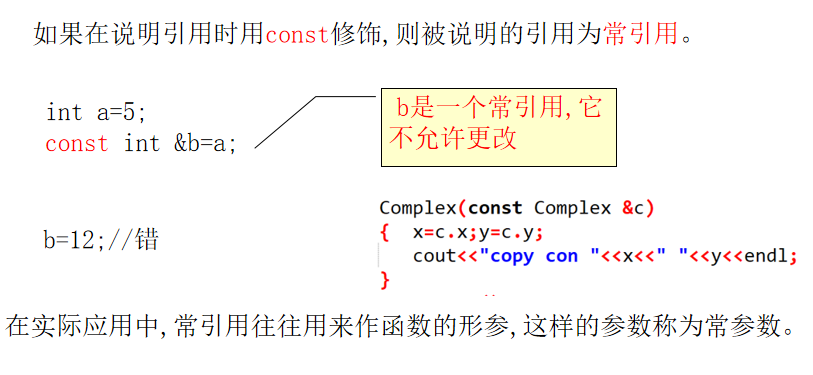 如果在说明引用时用const修饰,则被说明的引用为常引用。
int a=5;
const int &b=a;
b是一个常引用,它
不允许更改
b=12;//错
Complex(const Complex &c)
{ x=c.x;y=c.y;
cout<<"copy con "<<x<<" "<<y<<endl;
}
在实际应用中,常引用往往用来作函数的形参,这样的参数称为常参数。